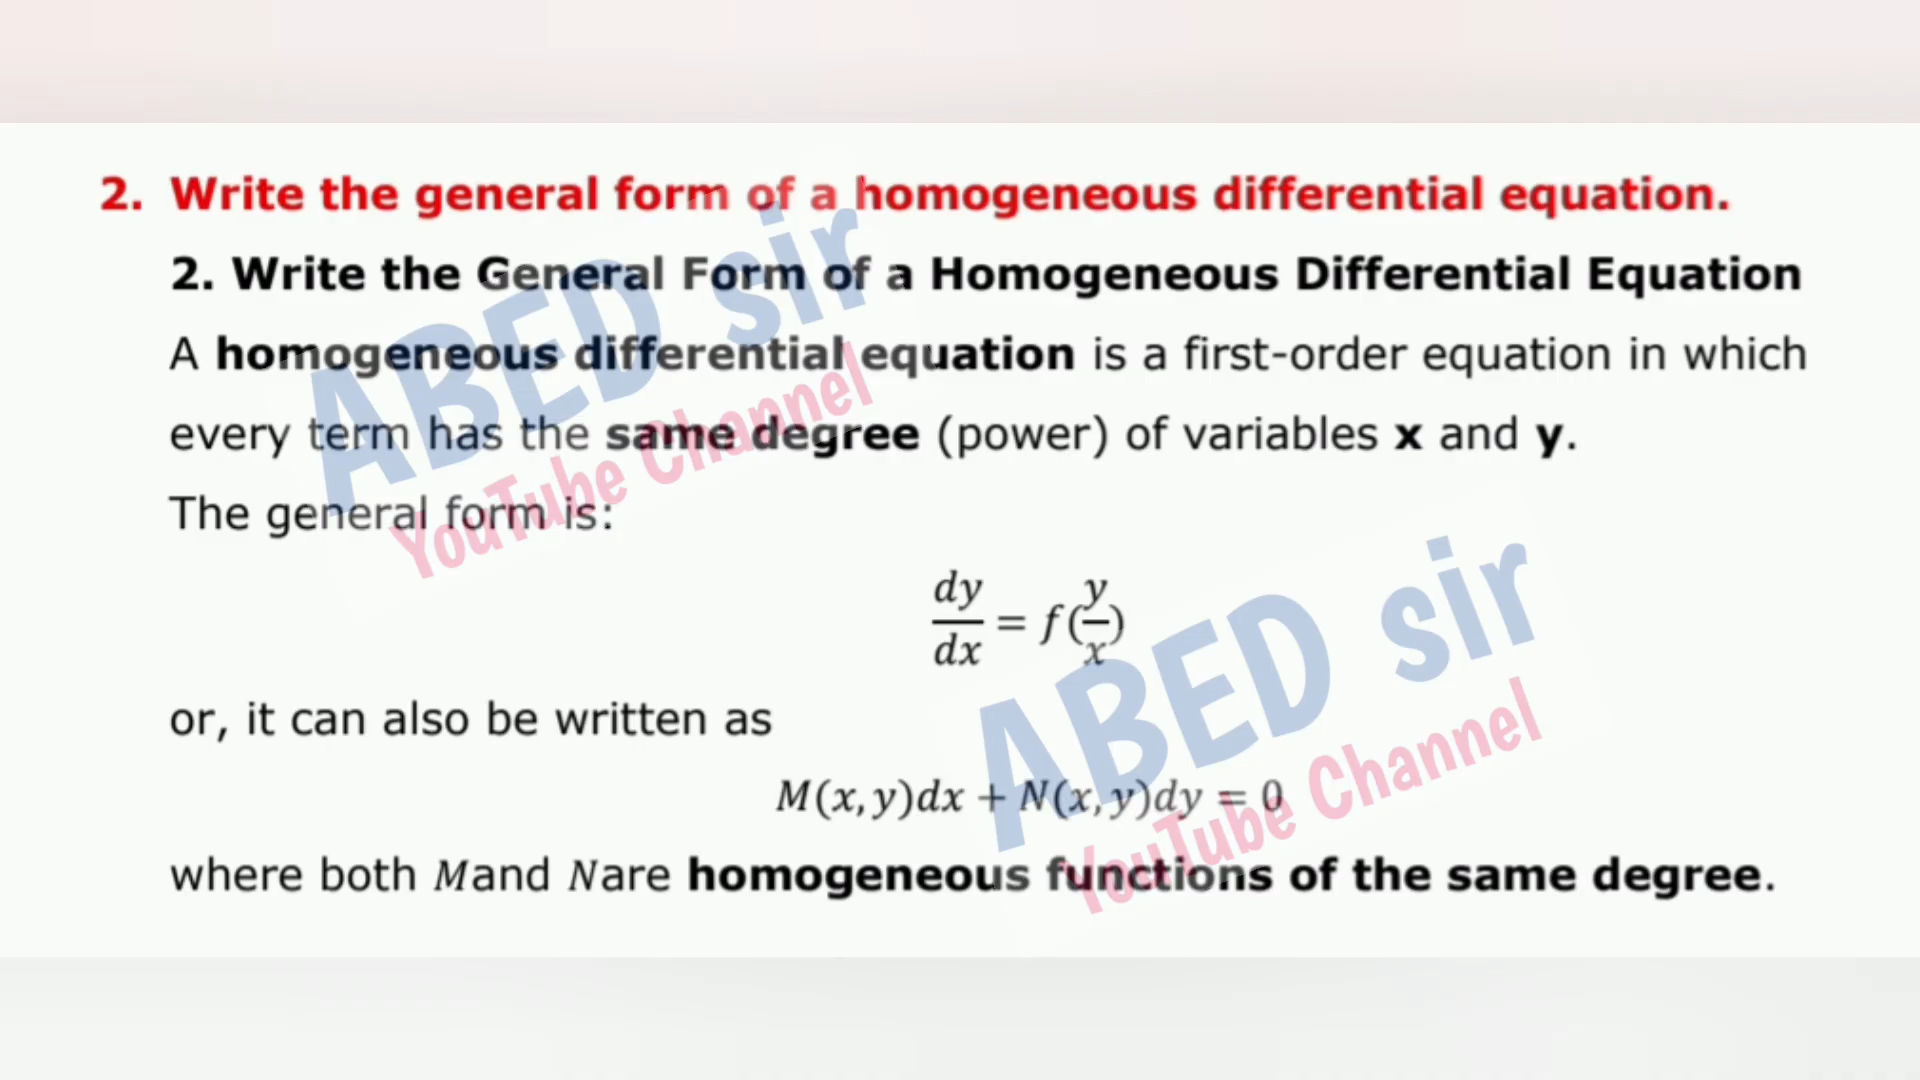 2. Write the general form of a homogeneous differential equation.
2. Write the General Form of a Homogeneous Differential Equation
A homogeneous differential equation is a first-order equation in which
every term has the same degree (power) of variables x and y.
The general form is:
dy/dx = f(y/x)
or, it can also be written as
M(x, y)dx + N(x, y)dy = 0
where both Mand Nare homogeneous functions of the same degree.
ABED sir
YouTube Channel
ABED sir
YouTube Channel